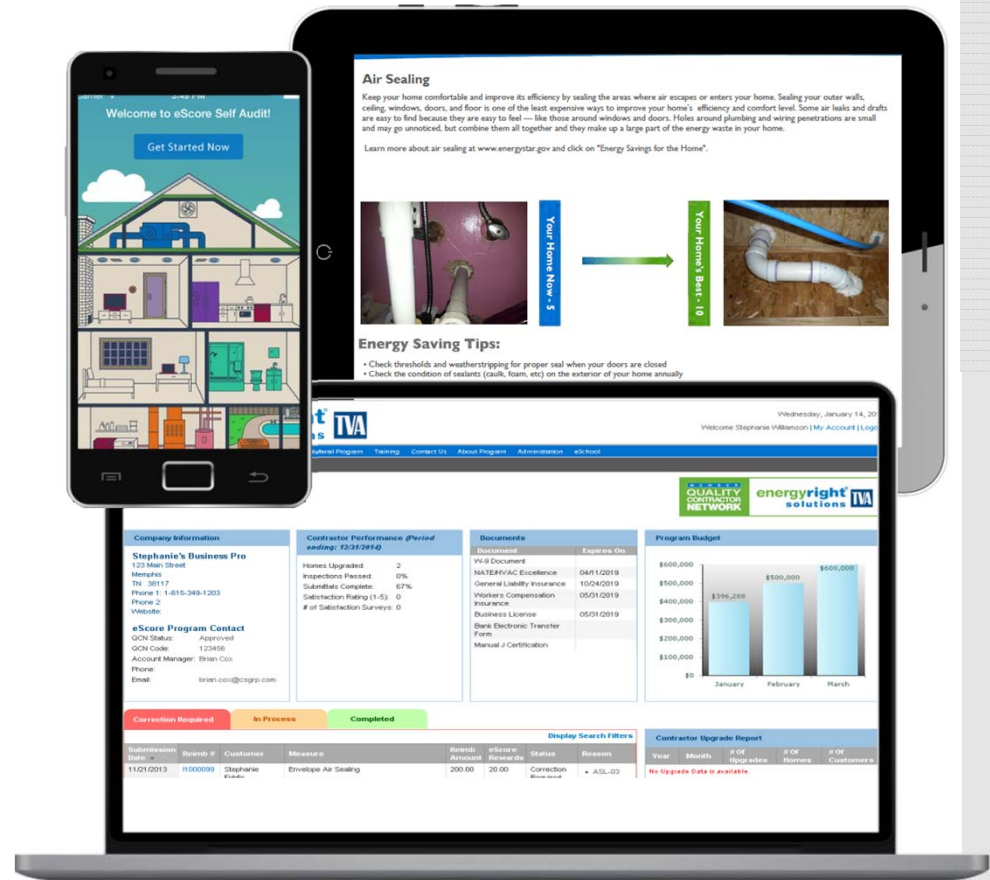 3:43 PM
Welcome to eScore Self Audit!
Get Started Now
Air Sealing
Keep your home comfortable and improve its efficiency by sealing the areas where air escapes or enters your home. Sealing your outer walls,
ceiling, windows, doors, and floor is one of the least expensive ways to improve your home's efficiency and comfort level. Some air leaks and drafts
are easy to find because they are easy to feel — like those around windows and doors. Holes around plumbing and wiring penetrations are small
and may go unnoticed, but combine them all together and they make up a large part of the energy waste in your home.
Learn more about air sealing at www.energystar.gov and click on "Energy Savings for the Home".
Your Home Now - 5
Your Home's Best - 10
Energy Saving Tips:
• Check thresholds and weatherstripping for proper seal when your doors are closed
• Check the condition of sealants (caulk, foam, etc) on the exterior of your home annually
TVA
Wednesday, January 14, 20
Welcome Stephanie Williamson | My Account | Logo
Referral Program Training Contact Us About Program Administration eSchool
MEMBER
QUALITY
CONTRACTOR
NETWORK
energyright
solutions
TVA
Company Information
Stephanie's Business Pro
123 Main Street
Memphis
TN 38117
Phone 1: 1-615-349-1203
Phone 2:
Website:
eScore Program Contact
QCN Status: Approved
QCN Code: 123456
Account Manager: Brian Cox
Phone:
Email: brian.cox@csgrp.com
Contractor Performance (Period
ending: 12/31/2014)
Homes Upgraded: 2
Inspections Passed: 0%
Submittals Complete: 67%
Satisfaction Rating (1-5): 0
# of Satisfaction Surveys: 0
Documents
Document Expires On
W-9 Document
NATE/HVAC Excellence 04/11/2019
General Liability Insurance 10/24/2019
Workers Compensation
Insurance 05/31/2019
Business License 05/31/2019
Bank Electronic Transfer
Form
Manual J Certification
Program Budget
$600,000
$500,000
$400,000
$300,000
$200,000
$100,000
$0
$396,288
$500,000
$600,000
January February March
Correction Required In Process Completed
Display Search Filters
Submission
Date Reimb # Customer Measure Reimb
Amount eScore
Rewards Status Reason
11/21/2013 I1000099 Stephanie Envelope Air Sealing 200.00 20.00 Correction
Required • ASL-03
Contractor Upgrade Report
Year Month # Of
Upgrades # Of
Homes # Of
Customers
No Upgrade Data is available.